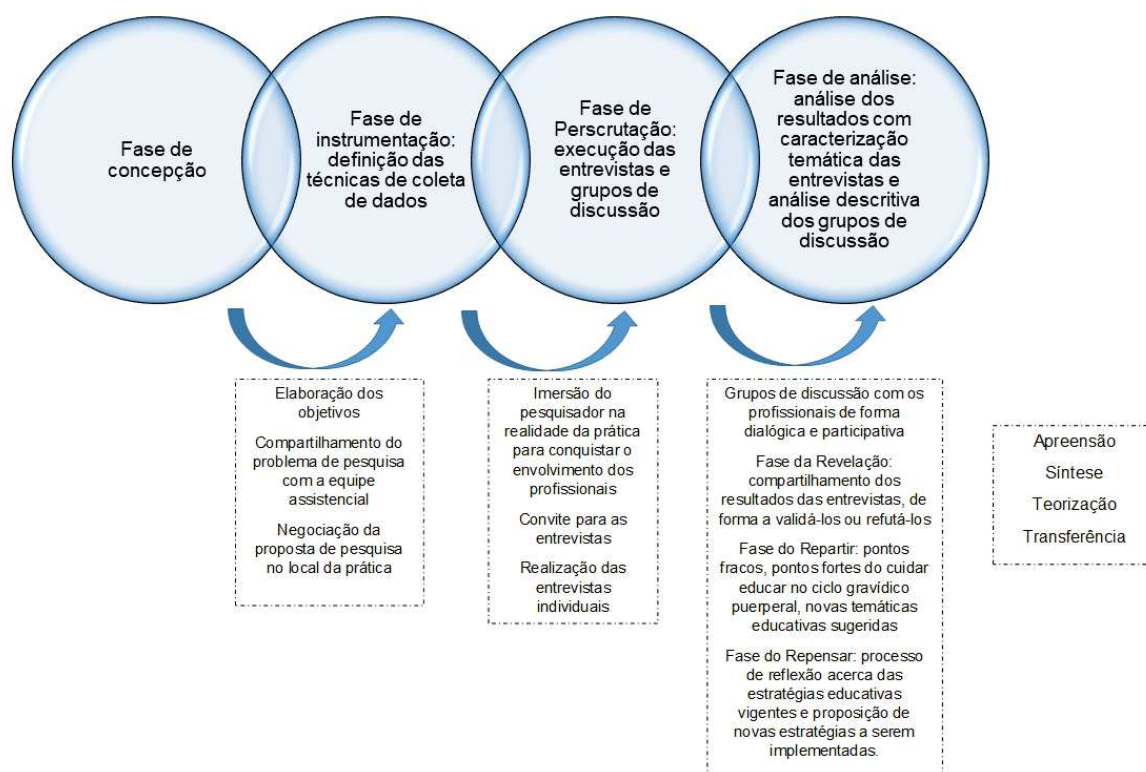 Fase de
concepção
Fase de
instrumentação:
definição das
técnicas de coleta
de dados
Fase de
Perscrutação:
execução das
entrevistas e
grupos de
discussão
Fase de análise:
análise dos
resultados com
caracterização
temática das
entrevistas e
análise descritiva
dos grupos de
discussão
Elaboração dos
objetivos
Compartilhamento do
problema de pesquisa
com a equipe
assistencial
Negociação da
proposta de pesquisa
no local da prática
Imersão do
pesquisador na
realidade da prática
para conquistar o
envolvimento dos
profissionais
Convite para as
entrevistas
Realização das
entrevistas
individuais
Grupos de discussão com os
profissionais de forma
dialógica e participativa
Fase da Revelação:
compartilhamento dos
resultados das entrevistas, de
forma a validá-los ou refutá-los
Fase do Repartir: pontos
fracos, pontos fortes do cuidar
educar no ciclo gravídico
puerperal, novas temáticas
educativas sugeridas
Fase do Repensar: processo
de reflexão acerca das
estratégias educativas
vigentes e proposição de
novas estratégias a serem
implementadas.
Apreensão
Síntese
Teorização
Transferência